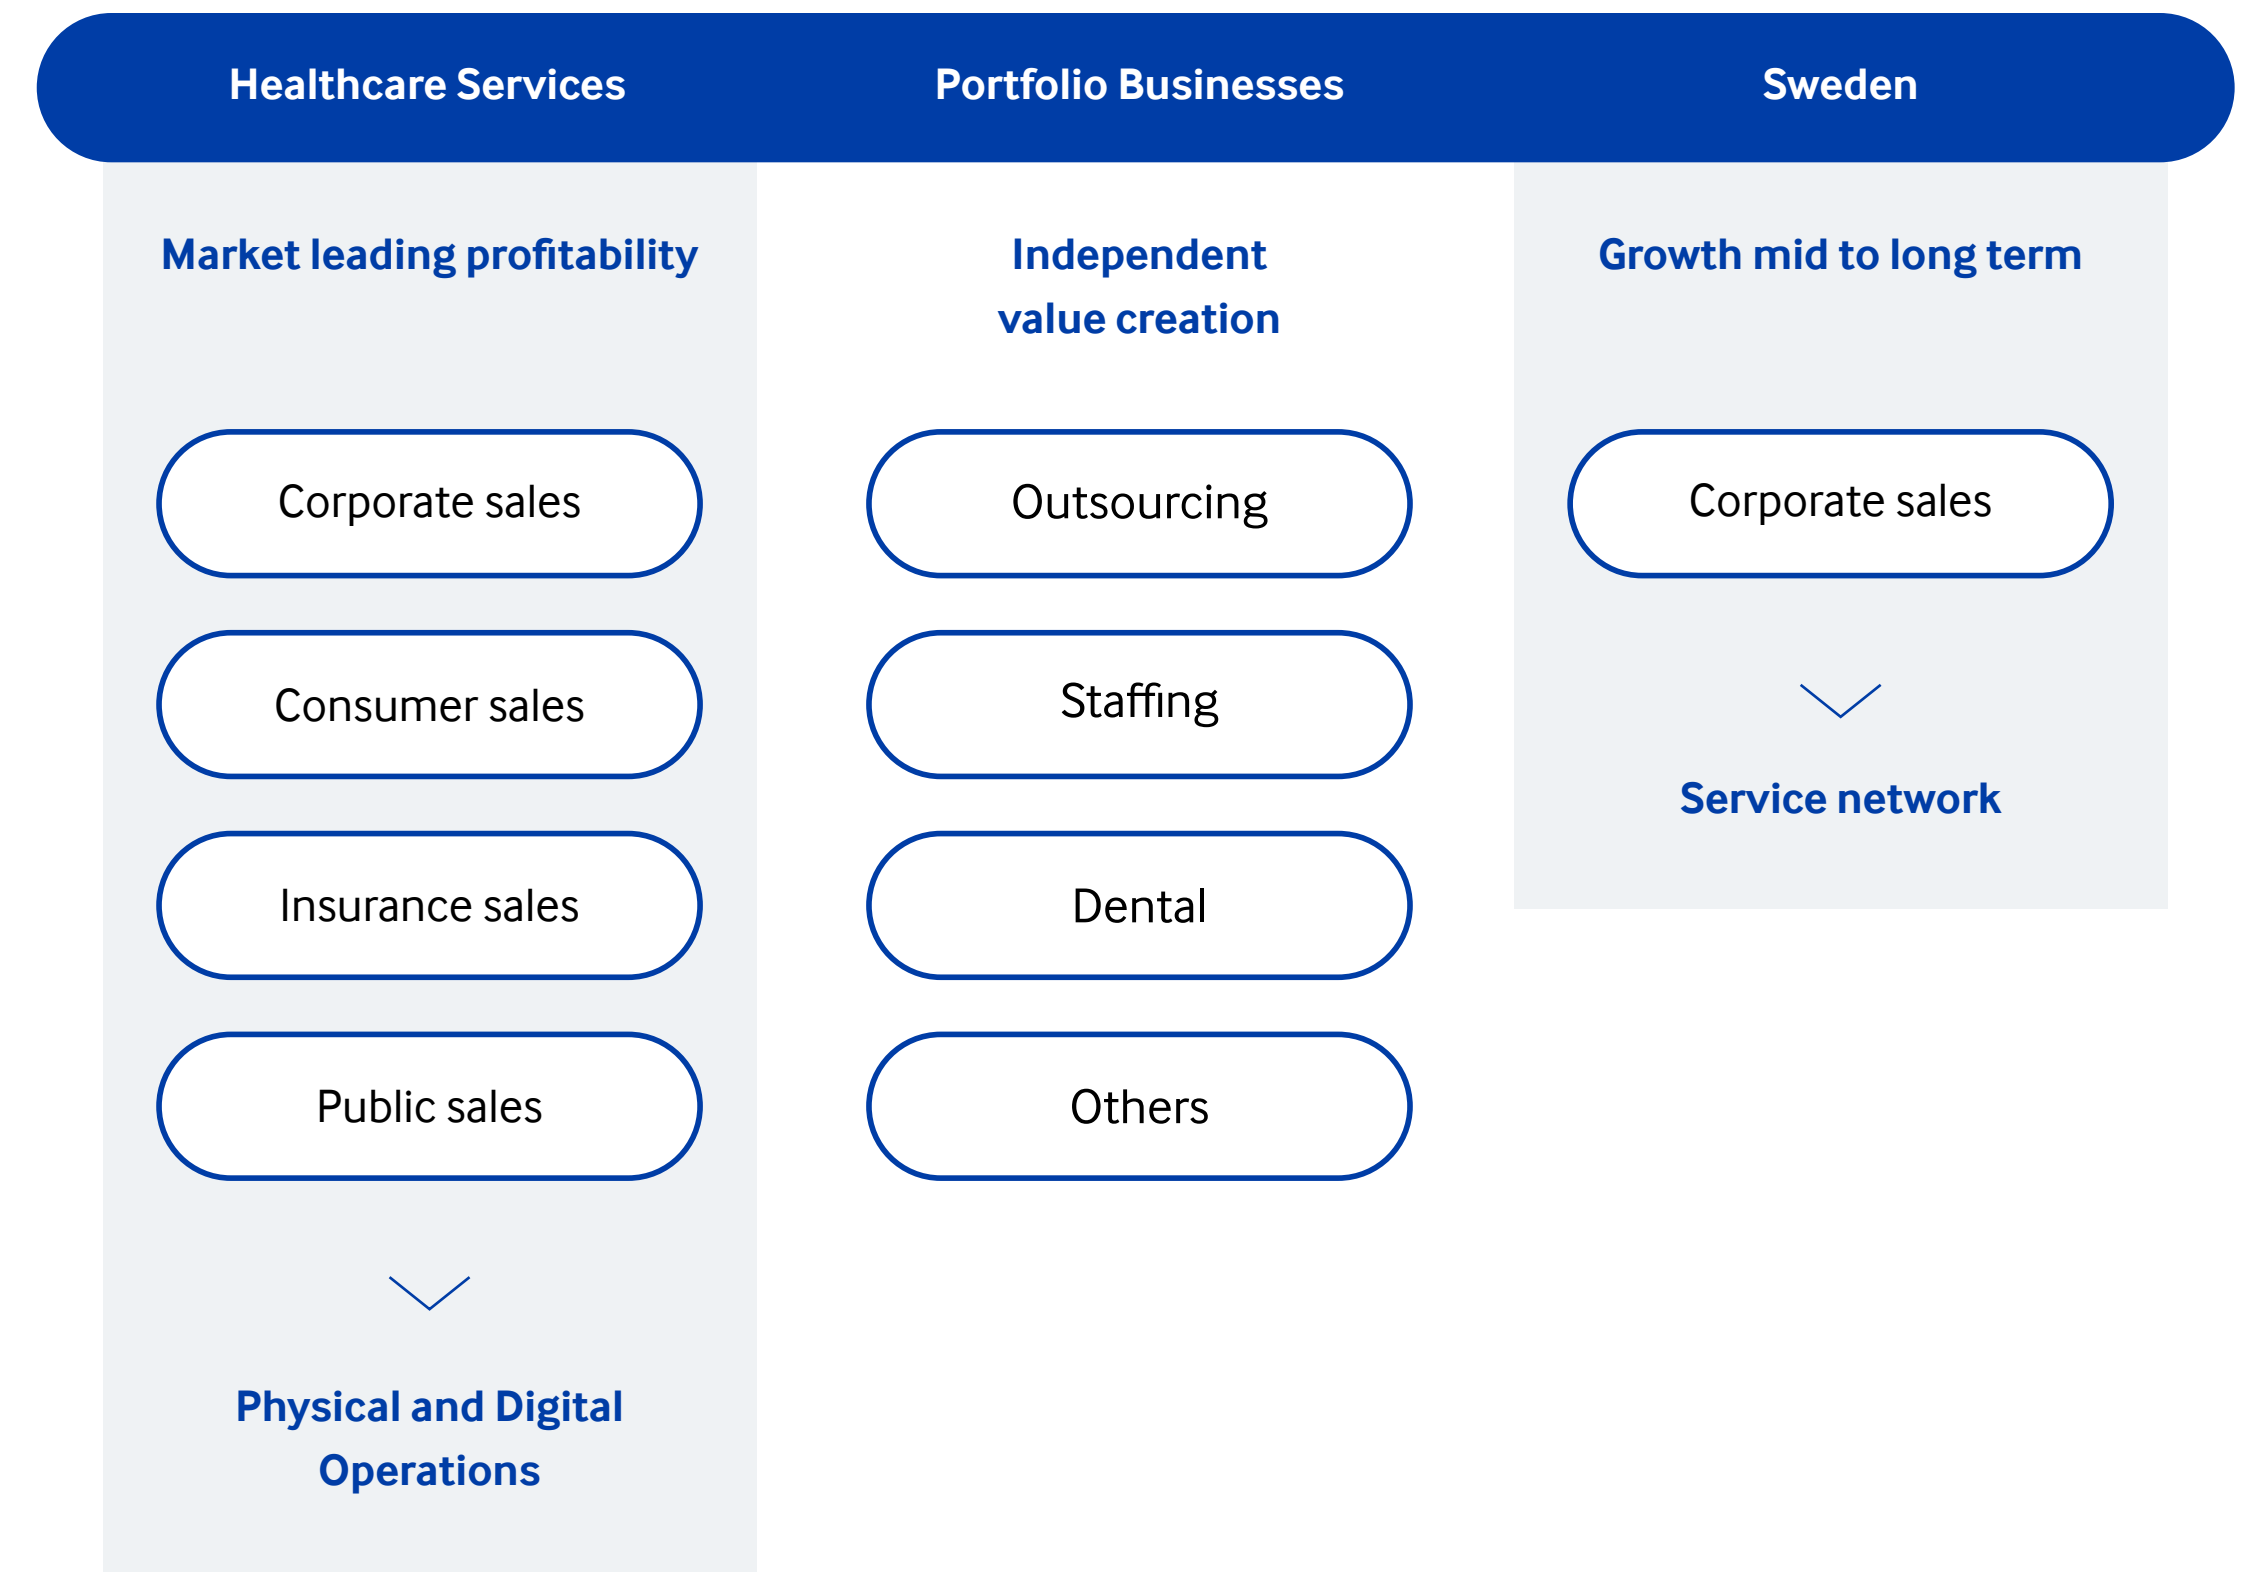 Healthcare Services
Portfolio Businesses
Sweden
Market leading profitability
Corporate sales
Consumer sales
Insurance sales
Public sales
Physical and Digital
Operations
Independent
value creation
Outsourcing
Staffing
Dental
Others
Growth mid to long term
Corporate sales
Service network